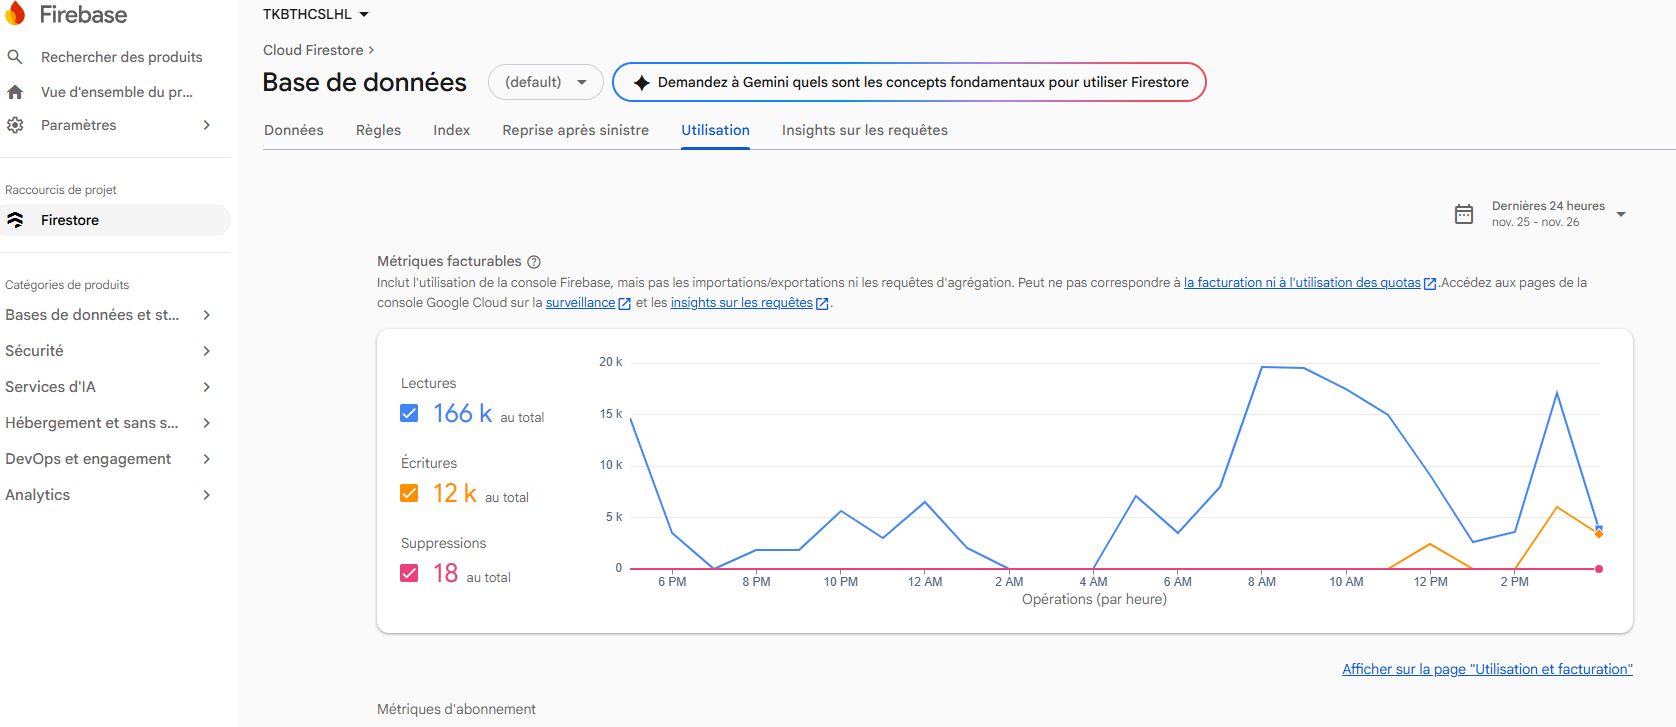 Firebase
Rechercher des produits
Vue d'ensemble du pr...
Paramètres
Raccourcis de projet
Firestore
Catégories de produits
Bases de données et st...
Sécurité
Services d'IA
Hébergement et sans s...
DevOps et engagement
Analytics
TKBTHCSLHL
Cloud Firestore
Base de données
(default)
Demandez à Gemini quels sont les concepts fondamentaux pour utiliser Firestore
Données Règles Index Reprise après sinistre Utilisation Insights sur les requêtes
Dernières 24 heures
nov. 25 - nov. 26
Métriques facturables
Inclut l'utilisation de la console Firebase, mais pas les importations/exportations ni les requêtes d'agrégation. Peut ne pas correspondre à la facturation ni à l'utilisation des quotas.Accédez aux pages de la
console Google Cloud sur la surveillance et les insights sur les requêtes.
Lectures
166 k au total
Écritures
12 k au total
Suppressions
18 au total
20 k
15 k
10 k
5 k
0
6 PM 8 PM 10 PM 12 AM 2 AM 4 AM 6 AM 8 AM 10 AM 12 PM 2 PM
Opérations (par heure)
Afficher sur la page "Utilisation et facturation"
Métriques d'abonnement